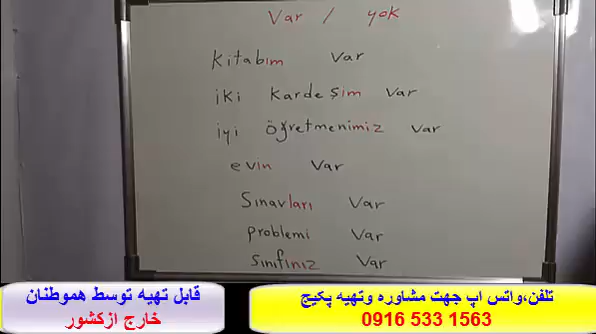 Var / yok
kitabım var
iki kardeşim var
iyi öğretmenimiz var
evin var
Sınavları var
problemi var
sınıfınız var
قابل تهیه توسط هموطنان
خارج ازکشور
تلفن،واتس اپ جهت مشاوره وتهیه پکیج
0916 533 1563